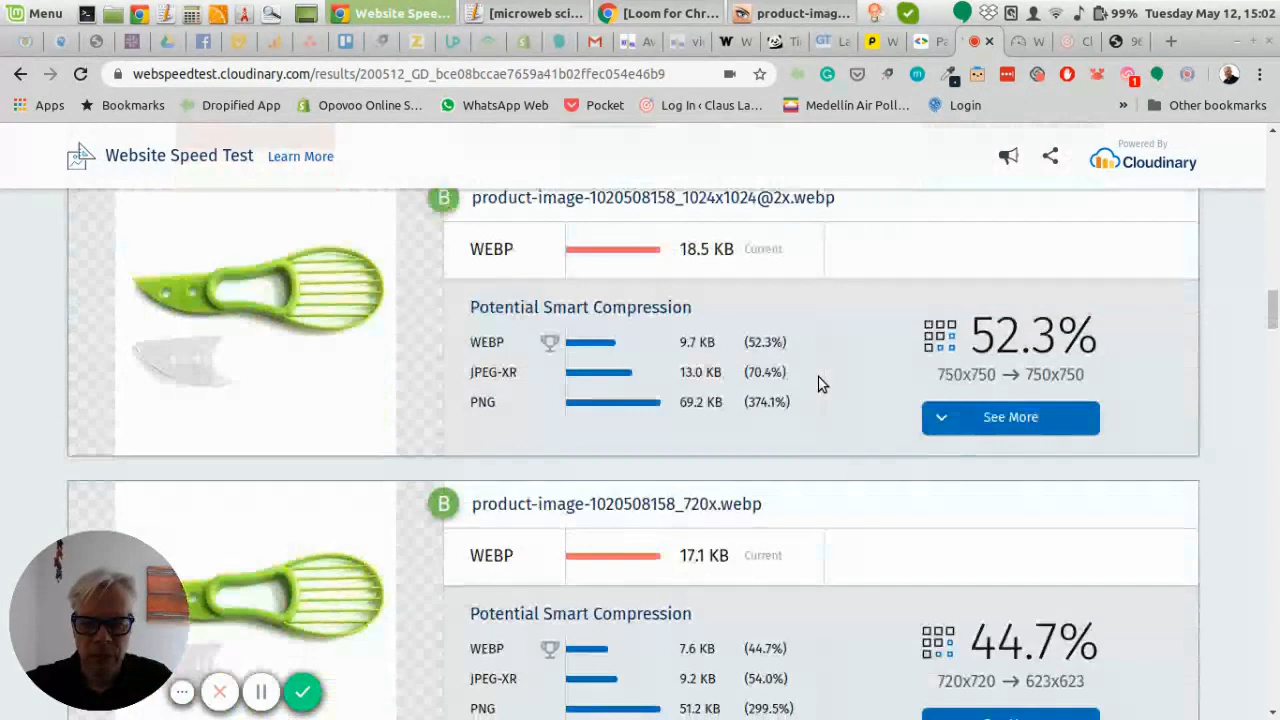 Menu
Website Spee...
[microweb sci...
[Loom for Chr...
product-imag...
99%
Tuesday May 12, 15:02
webspeedtest.cloudinary.com/results/200512_GD_bce08bccae7659a41b02ffec054e46b9
Apps
Bookmarks
Dropified App
Opovoo Online S...
WhatsApp Web
Pocket
Log In ‹ Claus La...
Medellín Air Poll...
Login
»
Other bookmarks
Website Speed Test
Learn More
Powered By
Cloudinary
B
product-image-1020508158_1024x1024@2x.webp
WEBP 18.5 KB Current
Potential Smart Compression
WEBP 9.7 KB (52.3%)
JPEG-XR 13.0 KB (70.4%)
PNG 69.2 KB (374.1%)
52.3%
750x750 → 750x750
See More
B
product-image-1020508158_720x.webp
WEBP 17.1 KB Current
Potential Smart Compression
WEBP 7.6 KB (44.7%)
JPEG-XR 9.2 KB (54.0%)
PNG 51.2 KB (299.5%)
44.7%
720x720 → 623x623